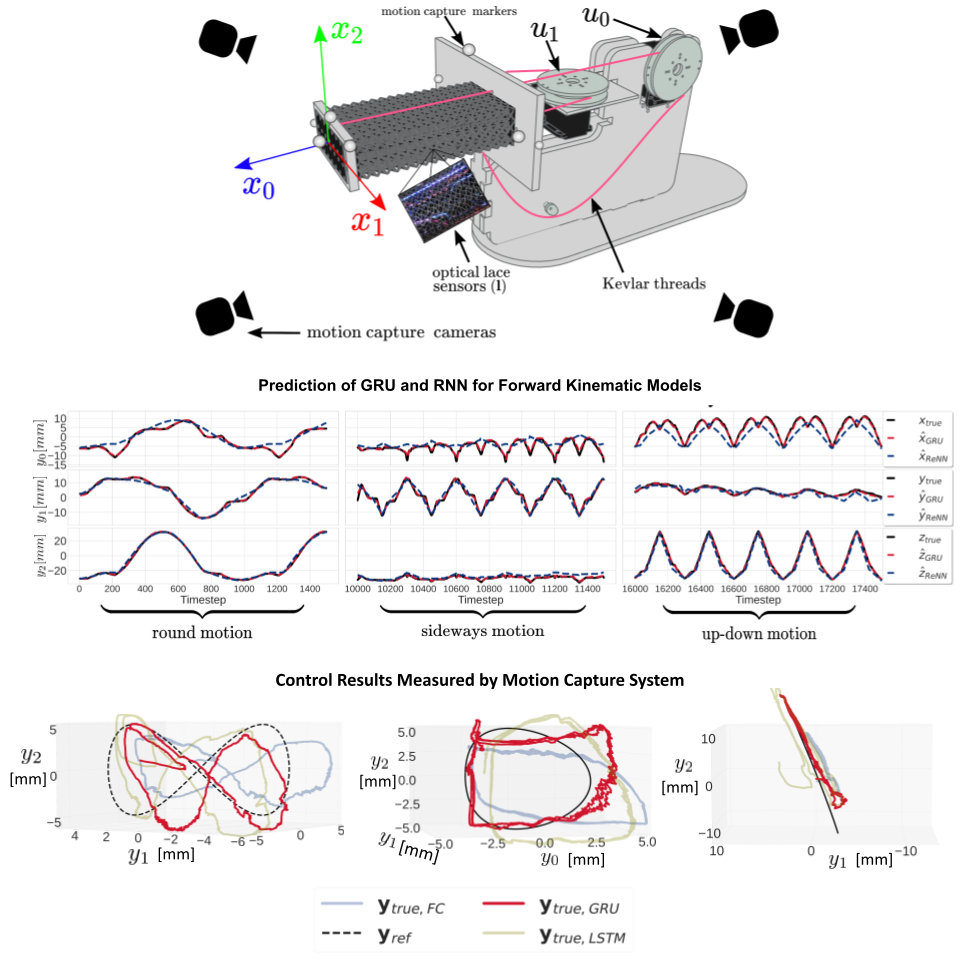 motion capture markers
x₂
u₁
u₀
x₀
x₁
optical lace
sensors (l)
Kevlar threads
motion capture cameras
Prediction of GRU and RNN for Forward Kinematic Models
y₀[mm]
10
5
0
−5
−10
−15
x_true
x̂_GRU
x̂_ReNN
y₁[mm]
10
0
−10
y_true
ŷ_GRU
ŷ_ReNN
y₂[mm]
20
0
−20
z_true
ẑ_GRU
ẑ_ReNN
0 200 400 600 800 1000 1200 1400
10000 10200 10400 10600 10800 11000 11200 11400
16000 16200 16400 16600 16800 17000 17200 17400
Timestep Timestep Timestep
round motion
sideways motion
up-down motion
Control Results Measured by Motion Capture System
y₂
[mm]
5
0
−5
4 2 0 −2 −4 −6 −5 0 5
y₁ [mm]
y₂
[mm]
5.0
2.5
0.0
−2.5
−5.0
y₁ [mm]
−5.0 −2.5 0.0 2.5 5.0
y₀ [mm]
y₂
[mm]
10
0
−10
10 0 −10
y₁ [mm]
y_true, FC
y_true, GRU
y_ref
y_true, LSTM